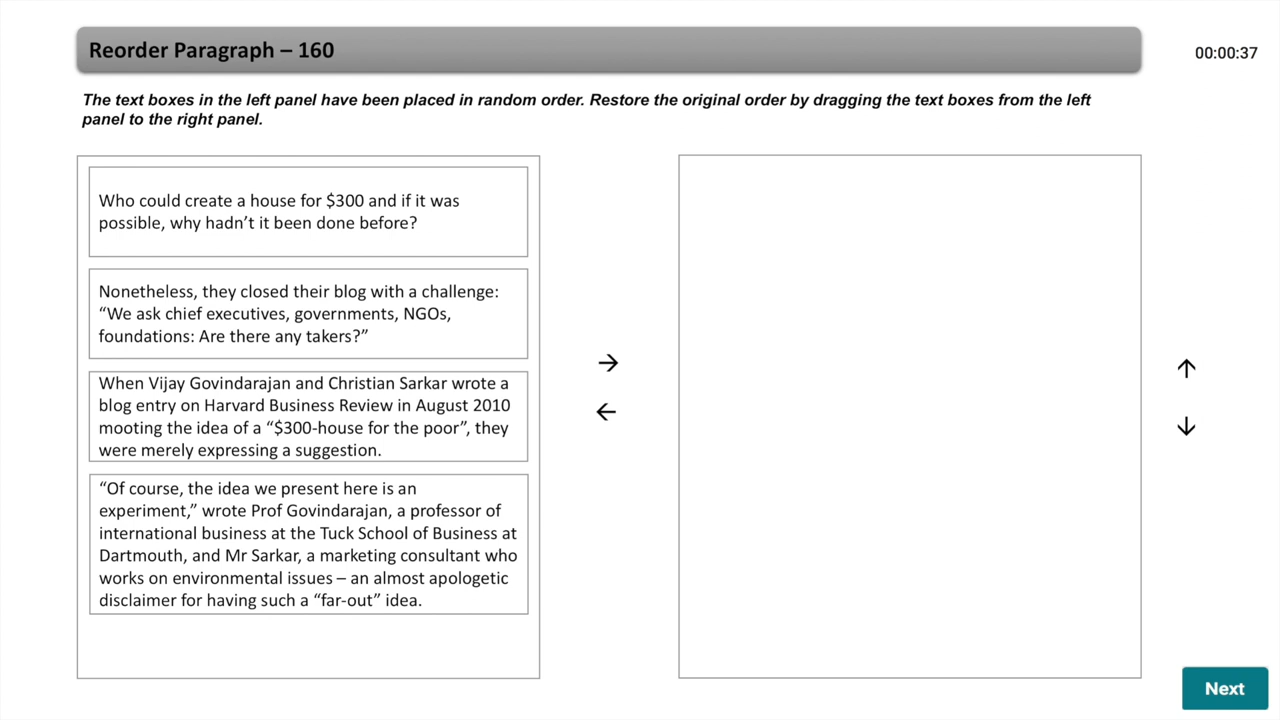 Reorder Paragraph – 160
00:00:37
The text boxes in the left panel have been placed in random order. Restore the original order by dragging the text boxes from the left
panel to the right panel.
Who could create a house for $300 and if it was
possible, why hadn’t it been done before?
Nonetheless, they closed their blog with a challenge:
“We ask chief executives, governments, NGOs,
foundations: Are there any takers?”
When Vijay Govindarajan and Christian Sarkar wrote a
blog entry on Harvard Business Review in August 2010
mooting the idea of a “$300-house for the poor”, they
were merely expressing a suggestion.
“Of course, the idea we present here is an
experiment,” wrote Prof Govindarajan, a professor of
international business at the Tuck School of Business at
Dartmouth, and Mr Sarkar, a marketing consultant who
works on environmental issues – an almost apologetic
disclaimer for having such a “far-out” idea.
Next